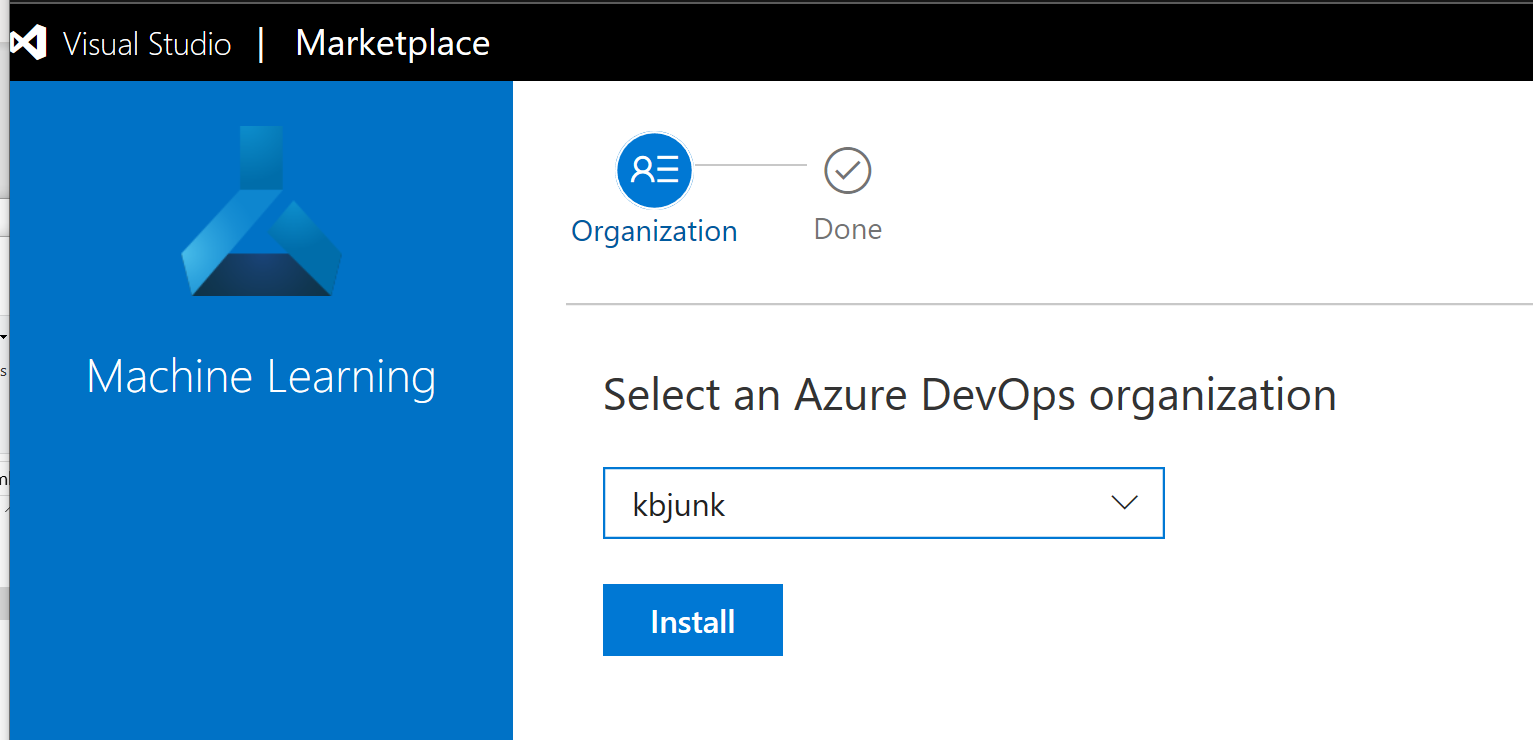 Visual Studio | Marketplace
Machine Learning
Organization
Done
Select an Azure DevOps organization
kbjunk
Install